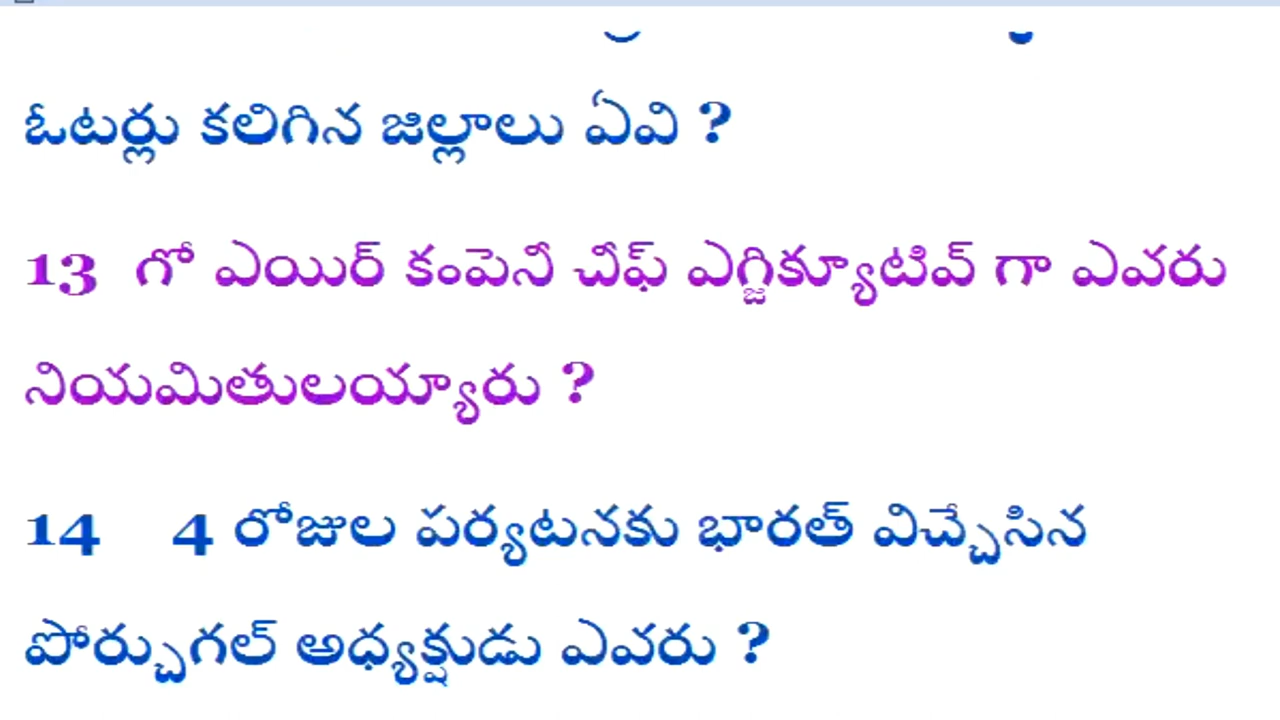 ఓటర్లు కలిగిన జిల్లాలు ఏవి ?
13 గో ఎయిర్ కంపెనీ చీఫ్ ఎగ్జిక్యూటివ్ గా ఎవరు
నియమితులయ్యారు ?
14 4 రోజుల పర్యటనకు భారత్ విచ్చేసిన
పోర్చుగల్ అధ్యక్షుడు ఎవరు ?